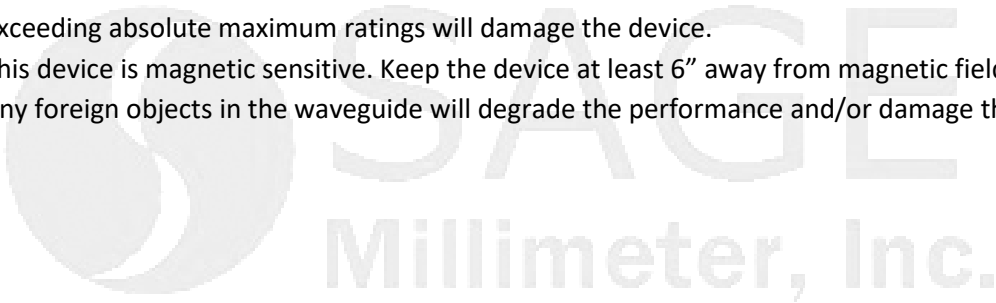 xceeding absolute maximum ratings will damage the device.
his device is magnetic sensitive. Keep the device at least 6” away from magnetic field
ny foreign objects in the waveguide will degrade the performance and/or damage th
SAGE
Millimeter, Inc.